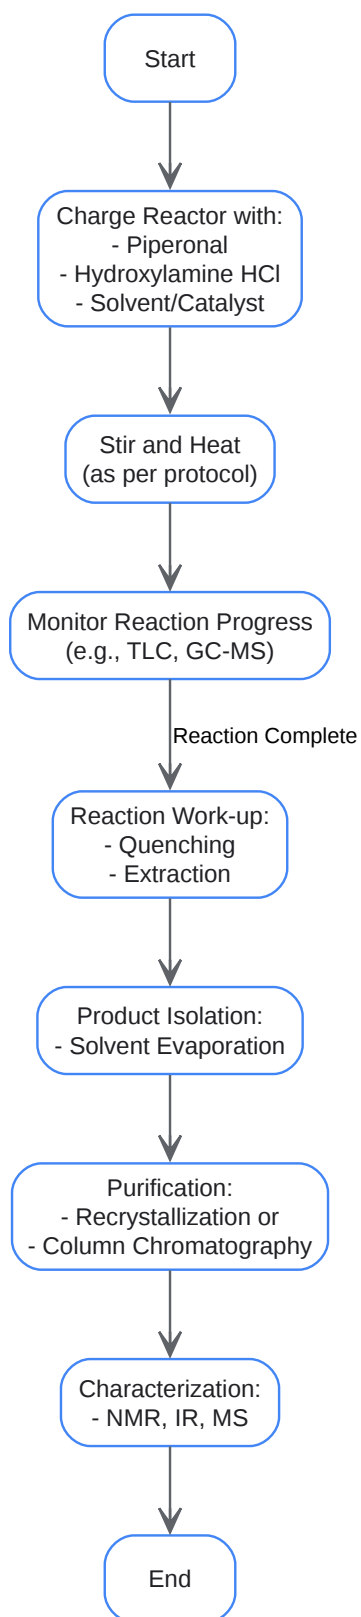 Start
Charge Reactor with:
- Piperonal
- Hydroxylamine HCl
- Solvent/Catalyst
Stir and Heat
(as per protocol)
Monitor Reaction Progress
(e.g., TLC, GC-MS)
Reaction Complete
Reaction Work-up:
- Quenching
- Extraction
Product Isolation:
- Solvent Evaporation
Purification:
- Recrystallization or
- Column Chromatography
Characterization:
- NMR, IR, MS
End